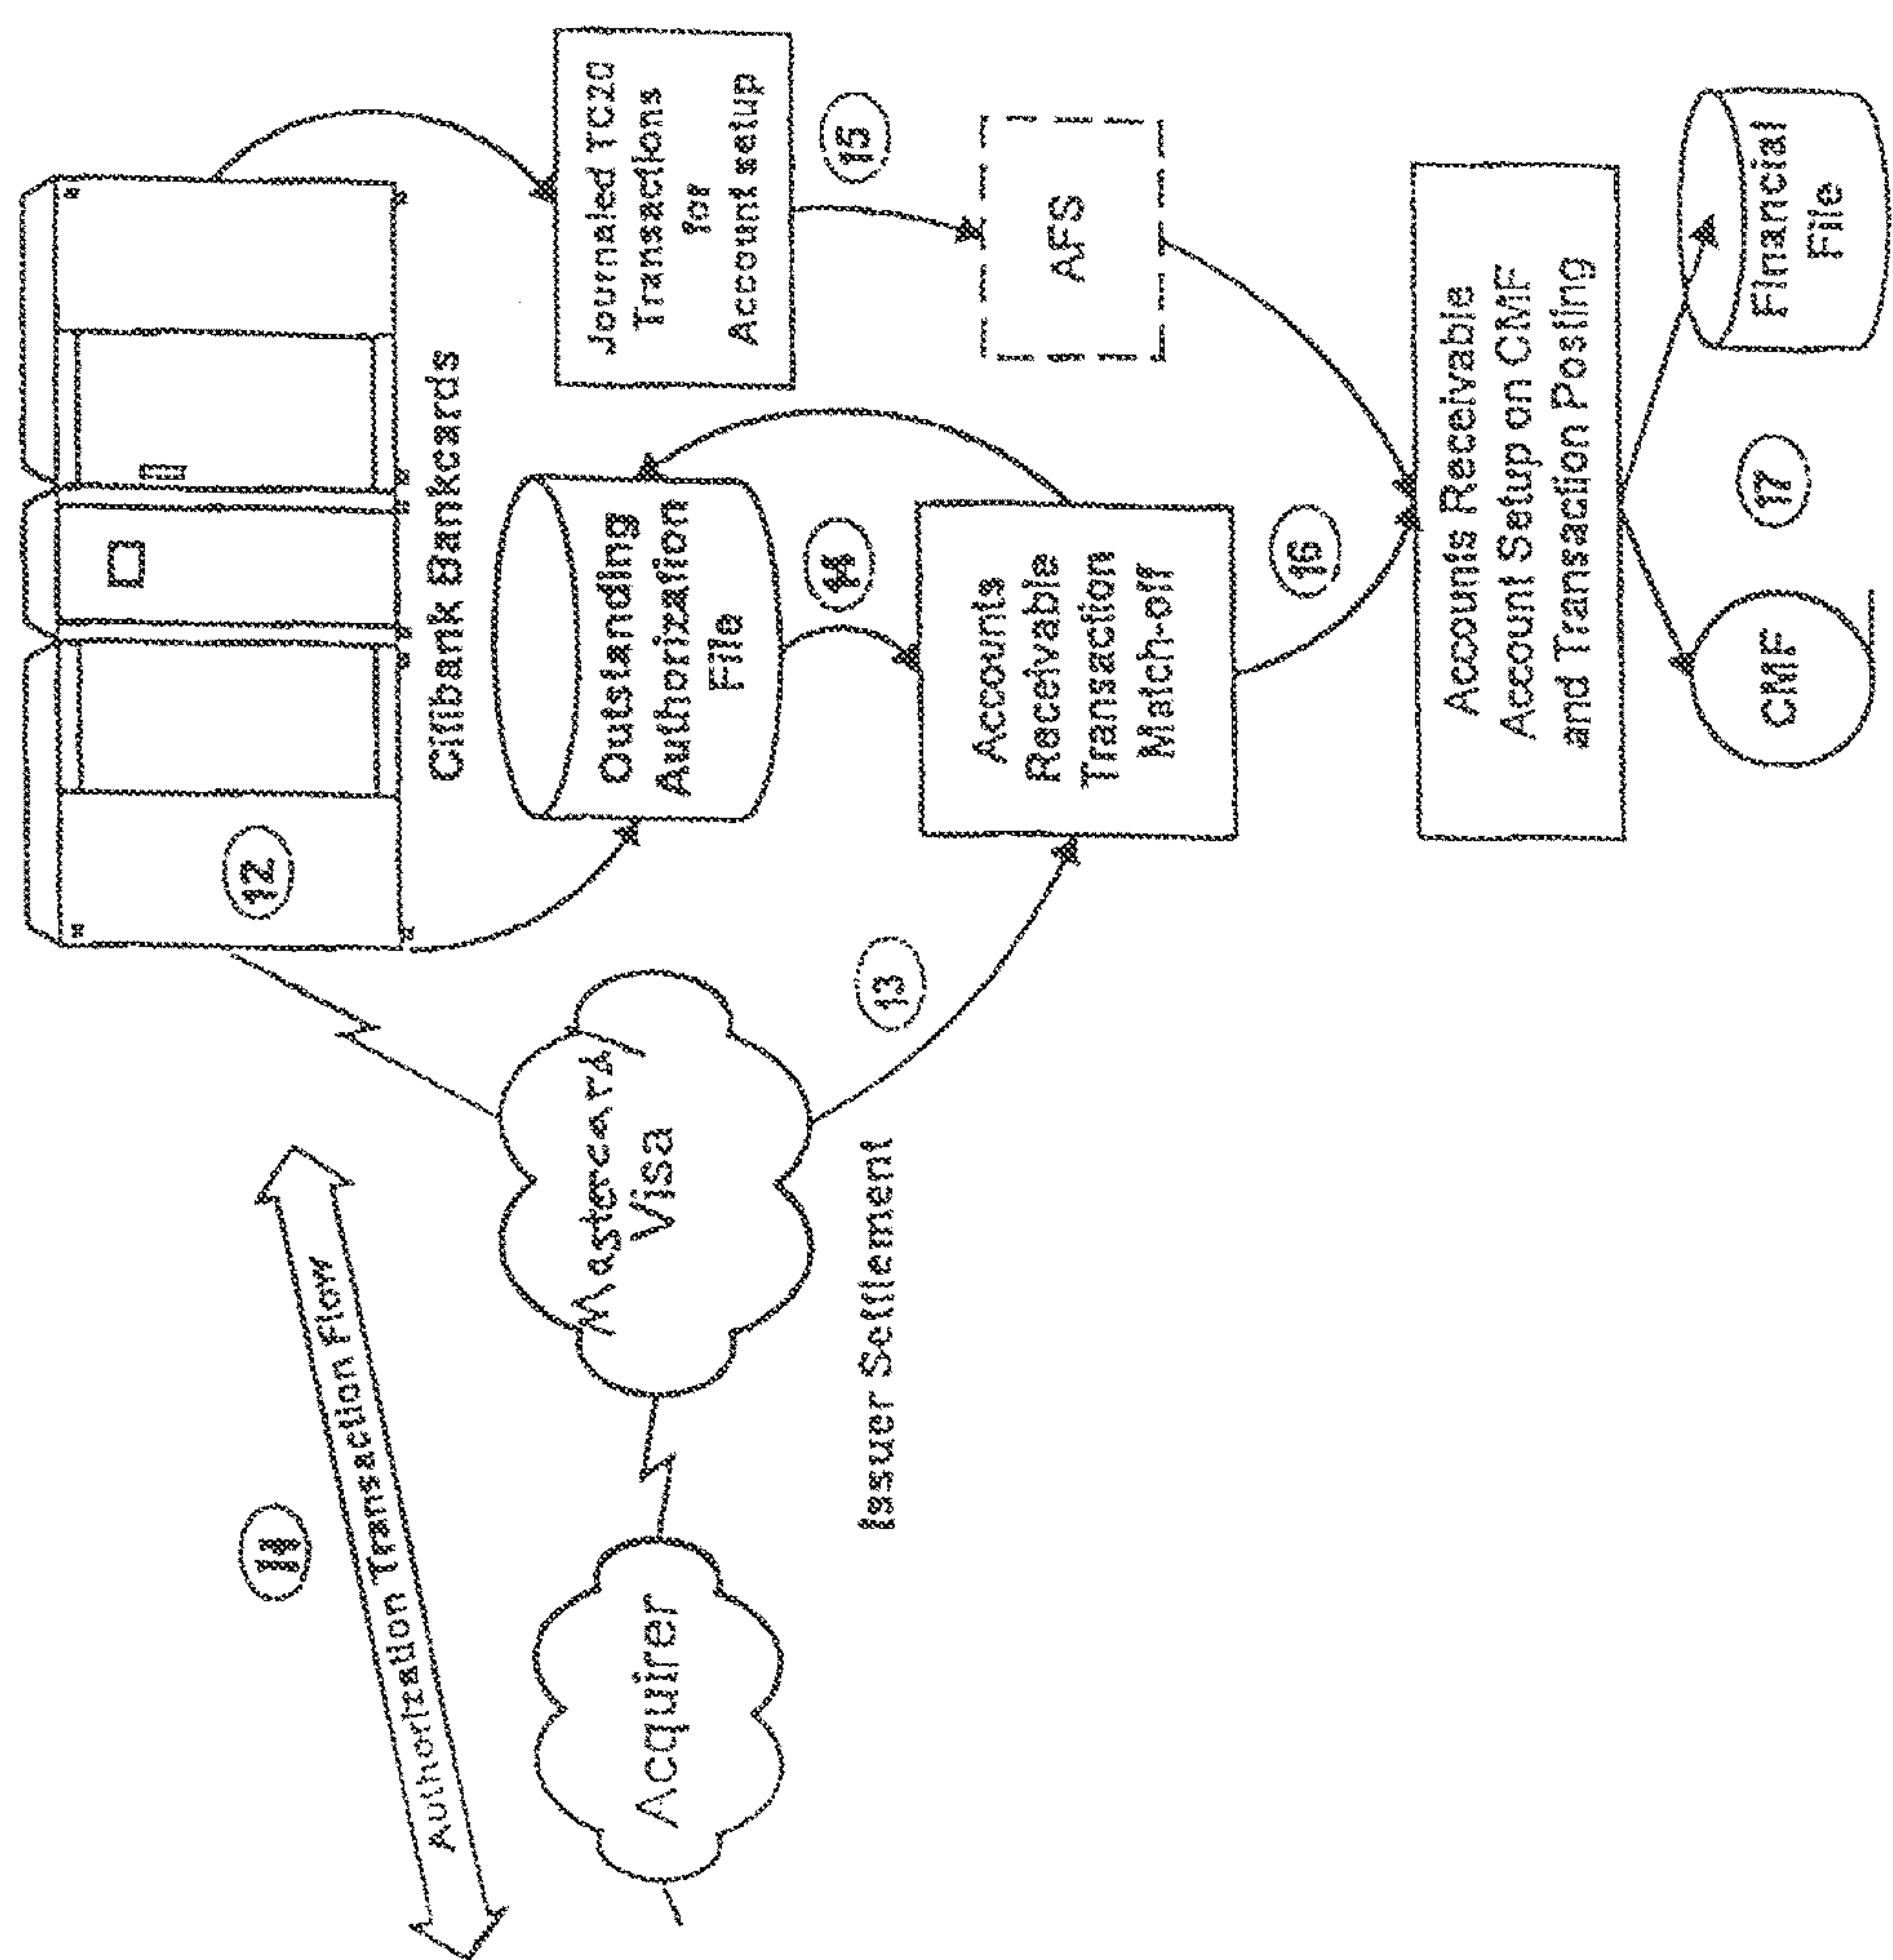 11
Authorization Transaction Flow
12
Citibank Bankcards
Acquirer
Mastercard/
Visa
Issuer Settlement
13
Outstanding
Authorization
File
14
Accounts
Receivable
Transaction
Match-off
Journaled TC20
Transactions
for
Account setup
15
AFS
16
Accounts Receivable
Account Setup on CMF
and Transaction Posting
17
CMF
Financial
File